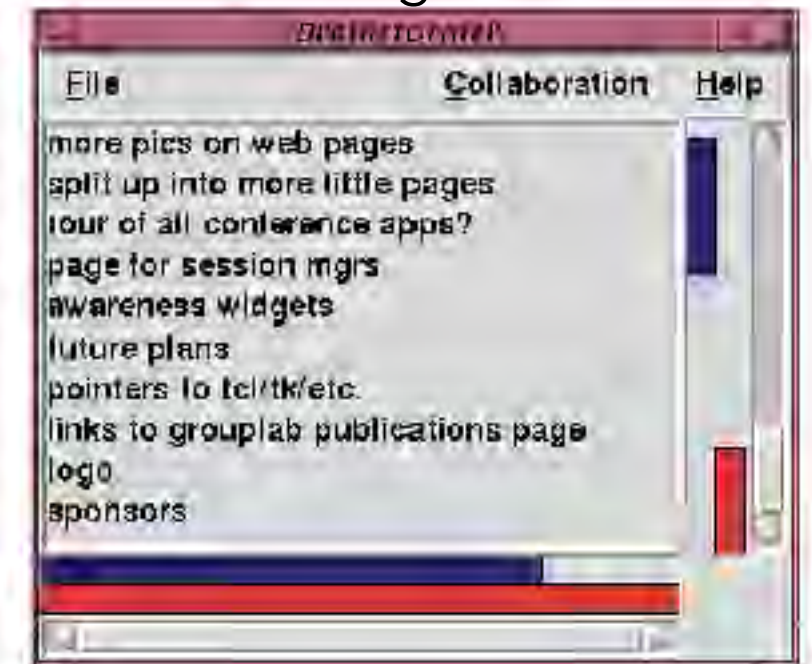 Brainstormer
File Collaboration Help
more pics on web pages
split up into more little pages
tour of all conference apps?
page for session mgrs
awareness widgets
future plans
pointers to tcl/tk/etc.
links to grouplab publications page
logo
sponsors